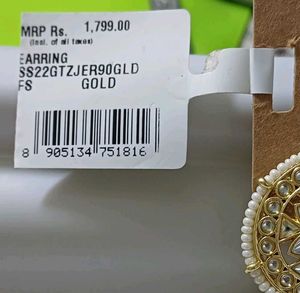 MRP Rs. 1,799.00
(Incl. of all taxes)
EARRING
SS22GTZJER90GLD
FS GOLD
8 905134 751816